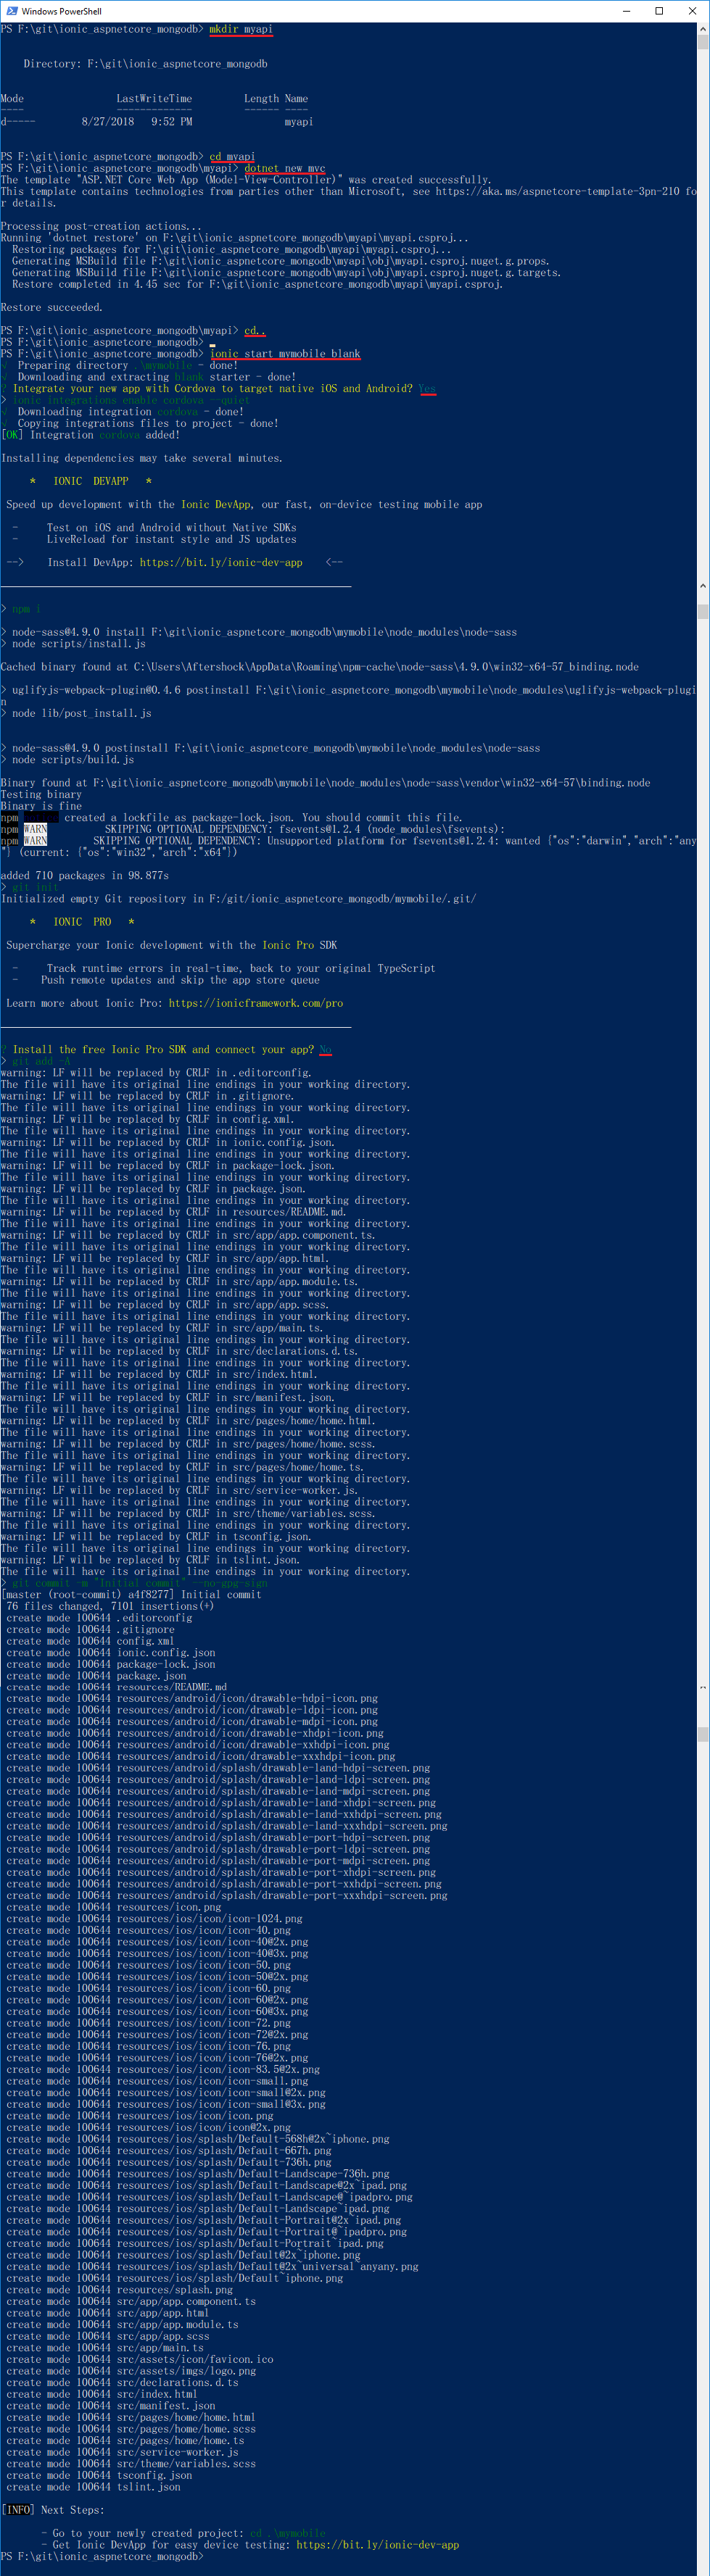 Windows PowerShell
PS F:\git\ionic_aspnetcore_mongodb> mkdir myapi
Directory: F:\git\ionic_aspnetcore_mongodb
Mode LastWriteTime Length Name
---- ------------- ------ ----
d----- 8/27/2018 9:52 PM myapi
PS F:\git\ionic_aspnetcore_mongodb> cd myapi
PS F:\git\ionic_aspnetcore_mongodb\myapi> dotnet new mvc
The template "ASP.NET Core Web App (Model-View-Controller)" was created successfully.
This template contains technologies from parties other than Microsoft, see https://aka.ms/aspnetcore-template-3pn-210 fo
r details.
Processing post-creation actions...
Running 'dotnet restore' on F:\git\ionic_aspnetcore_mongodb\myapi\myapi.csproj...
Restoring packages for F:\git\ionic_aspnetcore_mongodb\myapi\myapi.csproj...
Generating MSBuild file F:\git\ionic_aspnetcore_mongodb\myapi\obj\myapi.csproj.nuget.g.props.
Generating MSBuild file F:\git\ionic_aspnetcore_mongodb\myapi\obj\myapi.csproj.nuget.g.targets.
Restore completed in 4.45 sec for F:\git\ionic_aspnetcore_mongodb\myapi\myapi.csproj.
Restore succeeded.
PS F:\git\ionic_aspnetcore_mongodb\myapi> cd..
PS F:\git\ionic_aspnetcore_mongodb>
PS F:\git\ionic_aspnetcore_mongodb> ionic start mymobile blank
√ Preparing directory .\mymobile - done!
√ Downloading and extracting blank starter - done!
? Integrate your new app with Cordova to target native iOS and Android? Yes
> ionic integrations enable cordova --quiet
√ Downloading integration cordova - done!
√ Copying integrations files to project - done!
[OK] Integration cordova added!
Installing dependencies may take several minutes.
* IONIC DEVAPP *
Speed up development with the Ionic DevApp, our fast, on-device testing mobile app
- Test on iOS and Android without Native SDKs
- LiveReload for instant style and JS updates
--> Install DevApp: https://bit.ly/ionic-dev-app <--
> npm i
> node-sass@4.9.0 install F:\git\ionic_aspnetcore_mongodb\mymobile\node_modules\node-sass
> node scripts/install.js
Cached binary found at C:\Users\Aftershock\AppData\Roaming\npm-cache\node-sass\4.9.0\win32-x64-57_binding.node
> uglifyjs-webpack-plugin@0.4.6 postinstall F:\git\ionic_aspnetcore_mongodb\mymobile\node_modules\uglifyjs-webpack-plugi
n
> node lib/post_install.js
> node-sass@4.9.0 postinstall F:\git\ionic_aspnetcore_mongodb\mymobile\node_modules\node-sass
> node scripts/build.js
Binary found at F:\git\ionic_aspnetcore_mongodb\mymobile\node_modules\node-sass\vendor\win32-x64-57\binding.node
Testing binary
Binary is fine
npm created a lockfile as package-lock.json. You should commit this file.
npm WARN SKIPPING OPTIONAL DEPENDENCY: fsevents@1.2.4 (node_modules\fsevents):
npm WARN SKIPPING OPTIONAL DEPENDENCY: Unsupported platform for fsevents@1.2.4: wanted {"os":"darwin","arch":"any
"} (current: {"os":"win32","arch":"x64"})
added 710 packages in 98.877s
> git init
Initialized empty Git repository in F:/git/ionic_aspnetcore_mongodb/mymobile/.git/
* IONIC PRO *
Supercharge your Ionic development with the Ionic Pro SDK
- Track runtime errors in real-time, back to your original TypeScript
- Push remote updates and skip the app store queue
Learn more about Ionic Pro: https://ionicframework.com/pro
? Install the free Ionic Pro SDK and connect your app? No
> git add -A
warning: LF will be replaced by CRLF in .editorconfig.
The file will have its original line endings in your working directory.
warning: LF will be replaced by CRLF in .gitignore.
The file will have its original line endings in your working directory.
warning: LF will be replaced by CRLF in config.xml.
The file will have its original line endings in your working directory.
warning: LF will be replaced by CRLF in ionic.config.json.
The file will have its original line endings in your working directory.
warning: LF will be replaced by CRLF in package-lock.json.
The file will have its original line endings in your working directory.
warning: LF will be replaced by CRLF in package.json.
The file will have its original line endings in your working directory.
warning: LF will be replaced by CRLF in resources/README.md.
The file will have its original line endings in your working directory.
warning: LF will be replaced by CRLF in src/app/app.component.ts.
The file will have its original line endings in your working directory.
warning: LF will be replaced by CRLF in src/app/app.html.
The file will have its original line endings in your working directory.
warning: LF will be replaced by CRLF in src/app/app.module.ts.
The file will have its original line endings in your working directory.
warning: LF will be replaced by CRLF in src/app/app.scss.
The file will have its original line endings in your working directory.
warning: LF will be replaced by CRLF in src/app/main.ts.
The file will have its original line endings in your working directory.
warning: LF will be replaced by CRLF in src/declarations.d.ts.
The file will have its original line endings in your working directory.
warning: LF will be replaced by CRLF in src/index.html.
The file will have its original line endings in your working directory.
warning: LF will be replaced by CRLF in src/manifest.json.
The file will have its original line endings in your working directory.
warning: LF will be replaced by CRLF in src/pages/home/home.html.
The file will have its original line endings in your working directory.
warning: LF will be replaced by CRLF in src/pages/home/home.scss.
The file will have its original line endings in your working directory.
warning: LF will be replaced by CRLF in src/pages/home/home.ts.
The file will have its original line endings in your working directory.
warning: LF will be replaced by CRLF in src/service-worker.js.
The file will have its original line endings in your working directory.
warning: LF will be replaced by CRLF in src/theme/variables.scss.
The file will have its original line endings in your working directory.
warning: LF will be replaced by CRLF in tsconfig.json.
The file will have its original line endings in your working directory.
warning: LF will be replaced by CRLF in tslint.json.
The file will have its original line endings in your working directory.
> git commit -m "Initial commit" --no-gpg-sign
[master (root-commit) a4f8277] Initial commit
76 files changed, 7101 insertions(+)
create mode 100644 .editorconfig
create mode 100644 .gitignore
create mode 100644 config.xml
create mode 100644 ionic.config.json
create mode 100644 package-lock.json
create mode 100644 package.json
create mode 100644 resources/README.md
create mode 100644 resources/android/icon/drawable-hdpi-icon.png
create mode 100644 resources/android/icon/drawable-ldpi-icon.png
create mode 100644 resources/android/icon/drawable-mdpi-icon.png
create mode 100644 resources/android/icon/drawable-xhdpi-icon.png
create mode 100644 resources/android/icon/drawable-xxhdpi-icon.png
create mode 100644 resources/android/icon/drawable-xxxhdpi-icon.png
create mode 100644 resources/android/splash/drawable-land-hdpi-screen.png
create mode 100644 resources/android/splash/drawable-land-ldpi-screen.png
create mode 100644 resources/android/splash/drawable-land-mdpi-screen.png
create mode 100644 resources/android/splash/drawable-land-xhdpi-screen.png
create mode 100644 resources/android/splash/drawable-land-xxhdpi-screen.png
create mode 100644 resources/android/splash/drawable-land-xxxhdpi-screen.png
create mode 100644 resources/android/splash/drawable-port-hdpi-screen.png
create mode 100644 resources/android/splash/drawable-port-ldpi-screen.png
create mode 100644 resources/android/splash/drawable-port-mdpi-screen.png
create mode 100644 resources/android/splash/drawable-port-xhdpi-screen.png
create mode 100644 resources/android/splash/drawable-port-xxhdpi-screen.png
create mode 100644 resources/android/splash/drawable-port-xxxhdpi-screen.png
create mode 100644 resources/icon.png
create mode 100644 resources/ios/icon/icon-1024.png
create mode 100644 resources/ios/icon/icon-40.png
create mode 100644 resources/ios/icon/icon-40@2x.png
create mode 100644 resources/ios/icon/icon-40@3x.png
create mode 100644 resources/ios/icon/icon-50.png
create mode 100644 resources/ios/icon/icon-50@2x.png
create mode 100644 resources/ios/icon/icon-60.png
create mode 100644 resources/ios/icon/icon-60@2x.png
create mode 100644 resources/ios/icon/icon-60@3x.png
create mode 100644 resources/ios/icon/icon-72.png
create mode 100644 resources/ios/icon/icon-72@2x.png
create mode 100644 resources/ios/icon/icon-76.png
create mode 100644 resources/ios/icon/icon-76@2x.png
create mode 100644 resources/ios/icon/icon-83.5@2x.png
create mode 100644 resources/ios/icon/icon-small.png
create mode 100644 resources/ios/icon/icon-small@2x.png
create mode 100644 resources/ios/icon/icon-small@3x.png
create mode 100644 resources/ios/icon/icon.png
create mode 100644 resources/ios/icon/icon@2x.png
create mode 100644 resources/ios/splash/Default-568h@2x~iphone.png
create mode 100644 resources/ios/splash/Default-667h.png
create mode 100644 resources/ios/splash/Default-736h.png
create mode 100644 resources/ios/splash/Default-Landscape-736h.png
create mode 100644 resources/ios/splash/Default-Landscape@2x~ipad.png
create mode 100644 resources/ios/splash/Default-Landscape@~ipadpro.png
create mode 100644 resources/ios/splash/Default-Landscape~ipad.png
create mode 100644 resources/ios/splash/Default-Portrait@2x~ipad.png
create mode 100644 resources/ios/splash/Default-Portrait@~ipadpro.png
create mode 100644 resources/ios/splash/Default-Portrait~ipad.png
create mode 100644 resources/ios/splash/Default@2x~iphone.png
create mode 100644 resources/ios/splash/Default@2x~universal~anyany.png
create mode 100644 resources/ios/splash/Default~iphone.png
create mode 100644 resources/splash.png
create mode 100644 src/app/app.component.ts
create mode 100644 src/app/app.html
create mode 100644 src/app/app.module.ts
create mode 100644 src/app/app.scss
create mode 100644 src/app/main.ts
create mode 100644 src/assets/icon/favicon.ico
create mode 100644 src/assets/imgs/logo.png
create mode 100644 src/declarations.d.ts
create mode 100644 src/index.html
create mode 100644 src/manifest.json
create mode 100644 src/pages/home/home.html
create mode 100644 src/pages/home/home.scss
create mode 100644 src/pages/home/home.ts
create mode 100644 src/service-worker.js
create mode 100644 src/theme/variables.scss
create mode 100644 tsconfig.json
create mode 100644 tslint.json
[INFO] Next Steps:
- Go to your newly created project: cd .\mymobile
- Get Ionic DevApp for easy device testing: https://bit.ly/ionic-dev-app
PS F:\git\ionic_aspnetcore_mongodb>